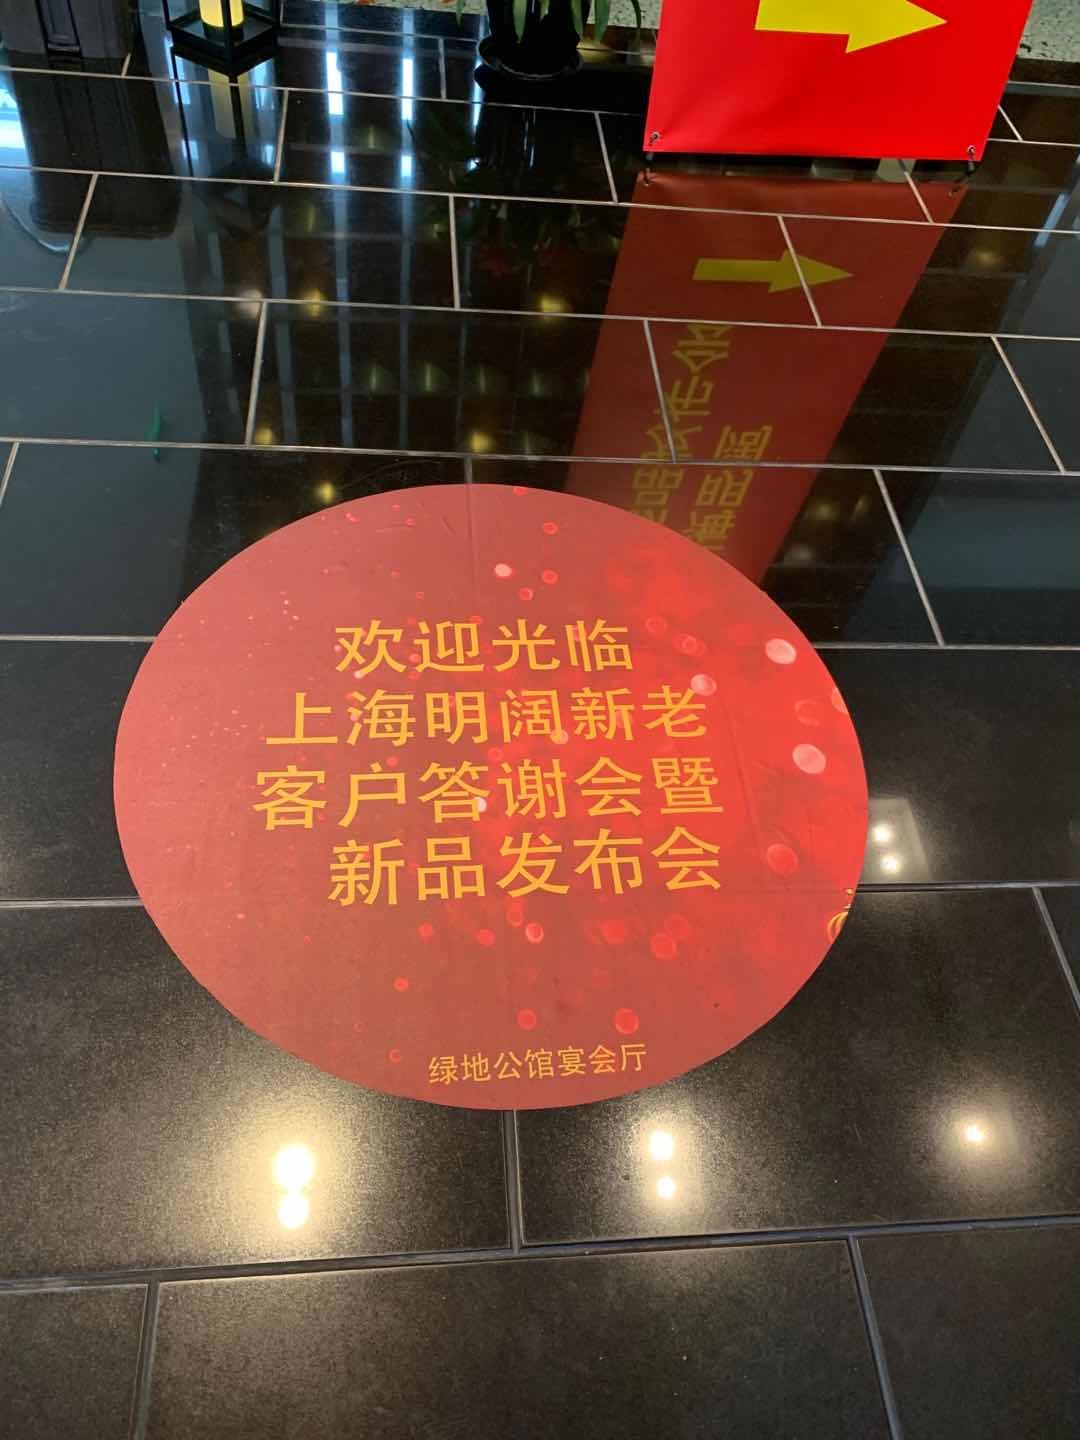 欢迎光临
上海明阔新老
客户答谢会暨
新品发布会
绿地公馆宴会厅